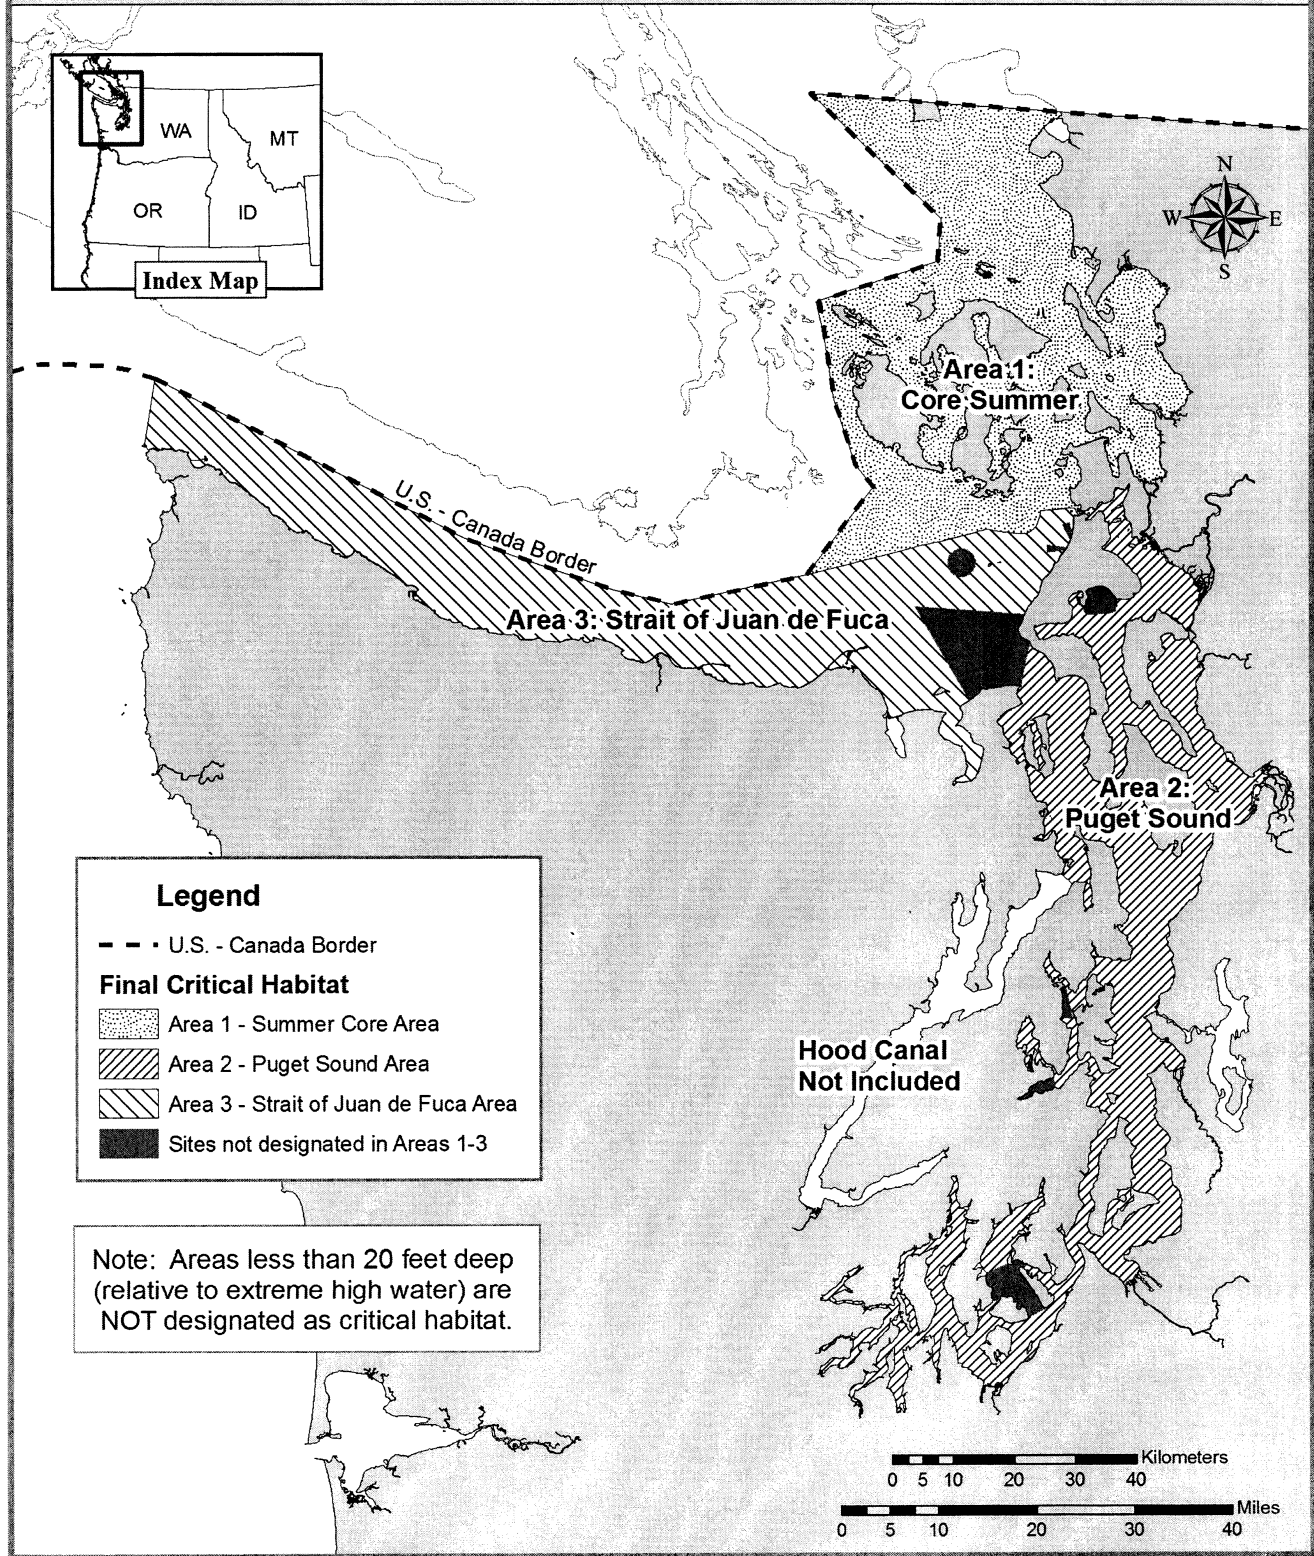 WA
MT
OR
ID
Index Map
N
W
E
S
Area 1:
Core Summer
U.S. - Canada Border
Area 3: Strait of Juan de Fuca
Area 2:
Puget Sound
Hood Canal
Not Included
Legend
U.S. - Canada Border
Final Critical Habitat
Area 1 - Summer Core Area
Area 2 - Puget Sound Area
Area 3 - Strait of Juan de Fuca Area
Sites not designated in Areas 1-3
Note: Areas less than 20 feet deep
(relative to extreme high water) are
NOT designated as critical habitat.
Kilometers
0 5 10 20 30 40
Miles
0 5 10 20 30 40